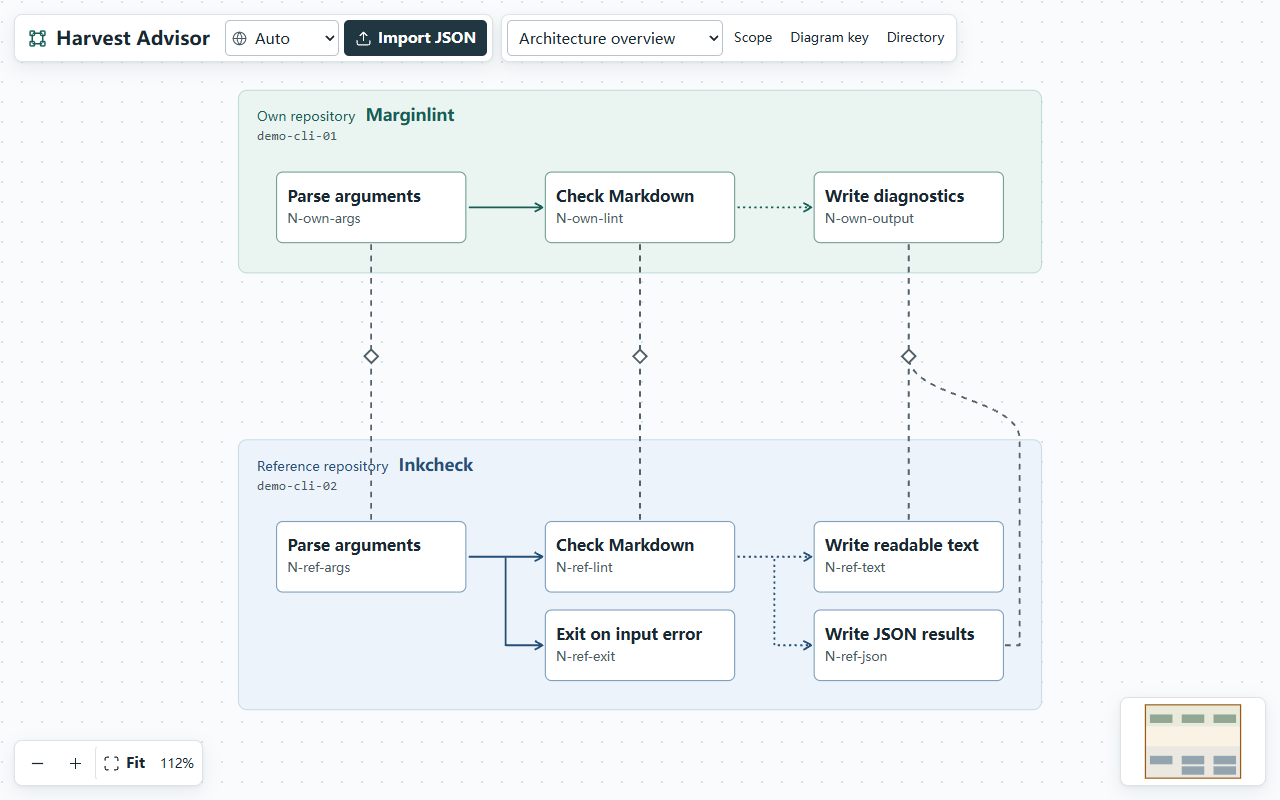 Harvest Advisor
Auto
Import JSON
Architecture overview
Scope
Diagram key
Directory
Own repository Marginlint
demo-cli-01
Parse arguments
N-own-args
Check Markdown
N-own-lint
Write diagnostics
N-own-output
Reference repository Inkcheck
demo-cli-02
Parse arguments
N-ref-args
Check Markdown
N-ref-lint
Write readable text
N-ref-text
Exit on input error
N-ref-exit
Write JSON results
N-ref-json
Fit
112%